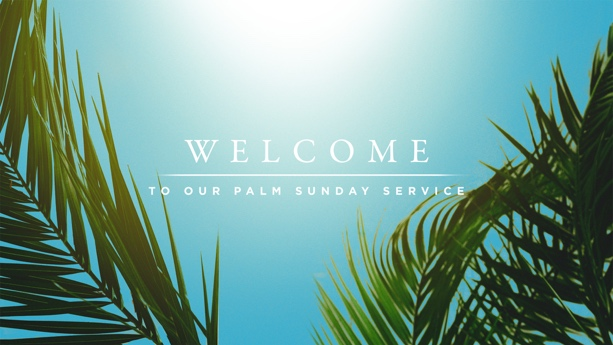 WELCOME
TO OUR PALM SUNDAY SERVICE